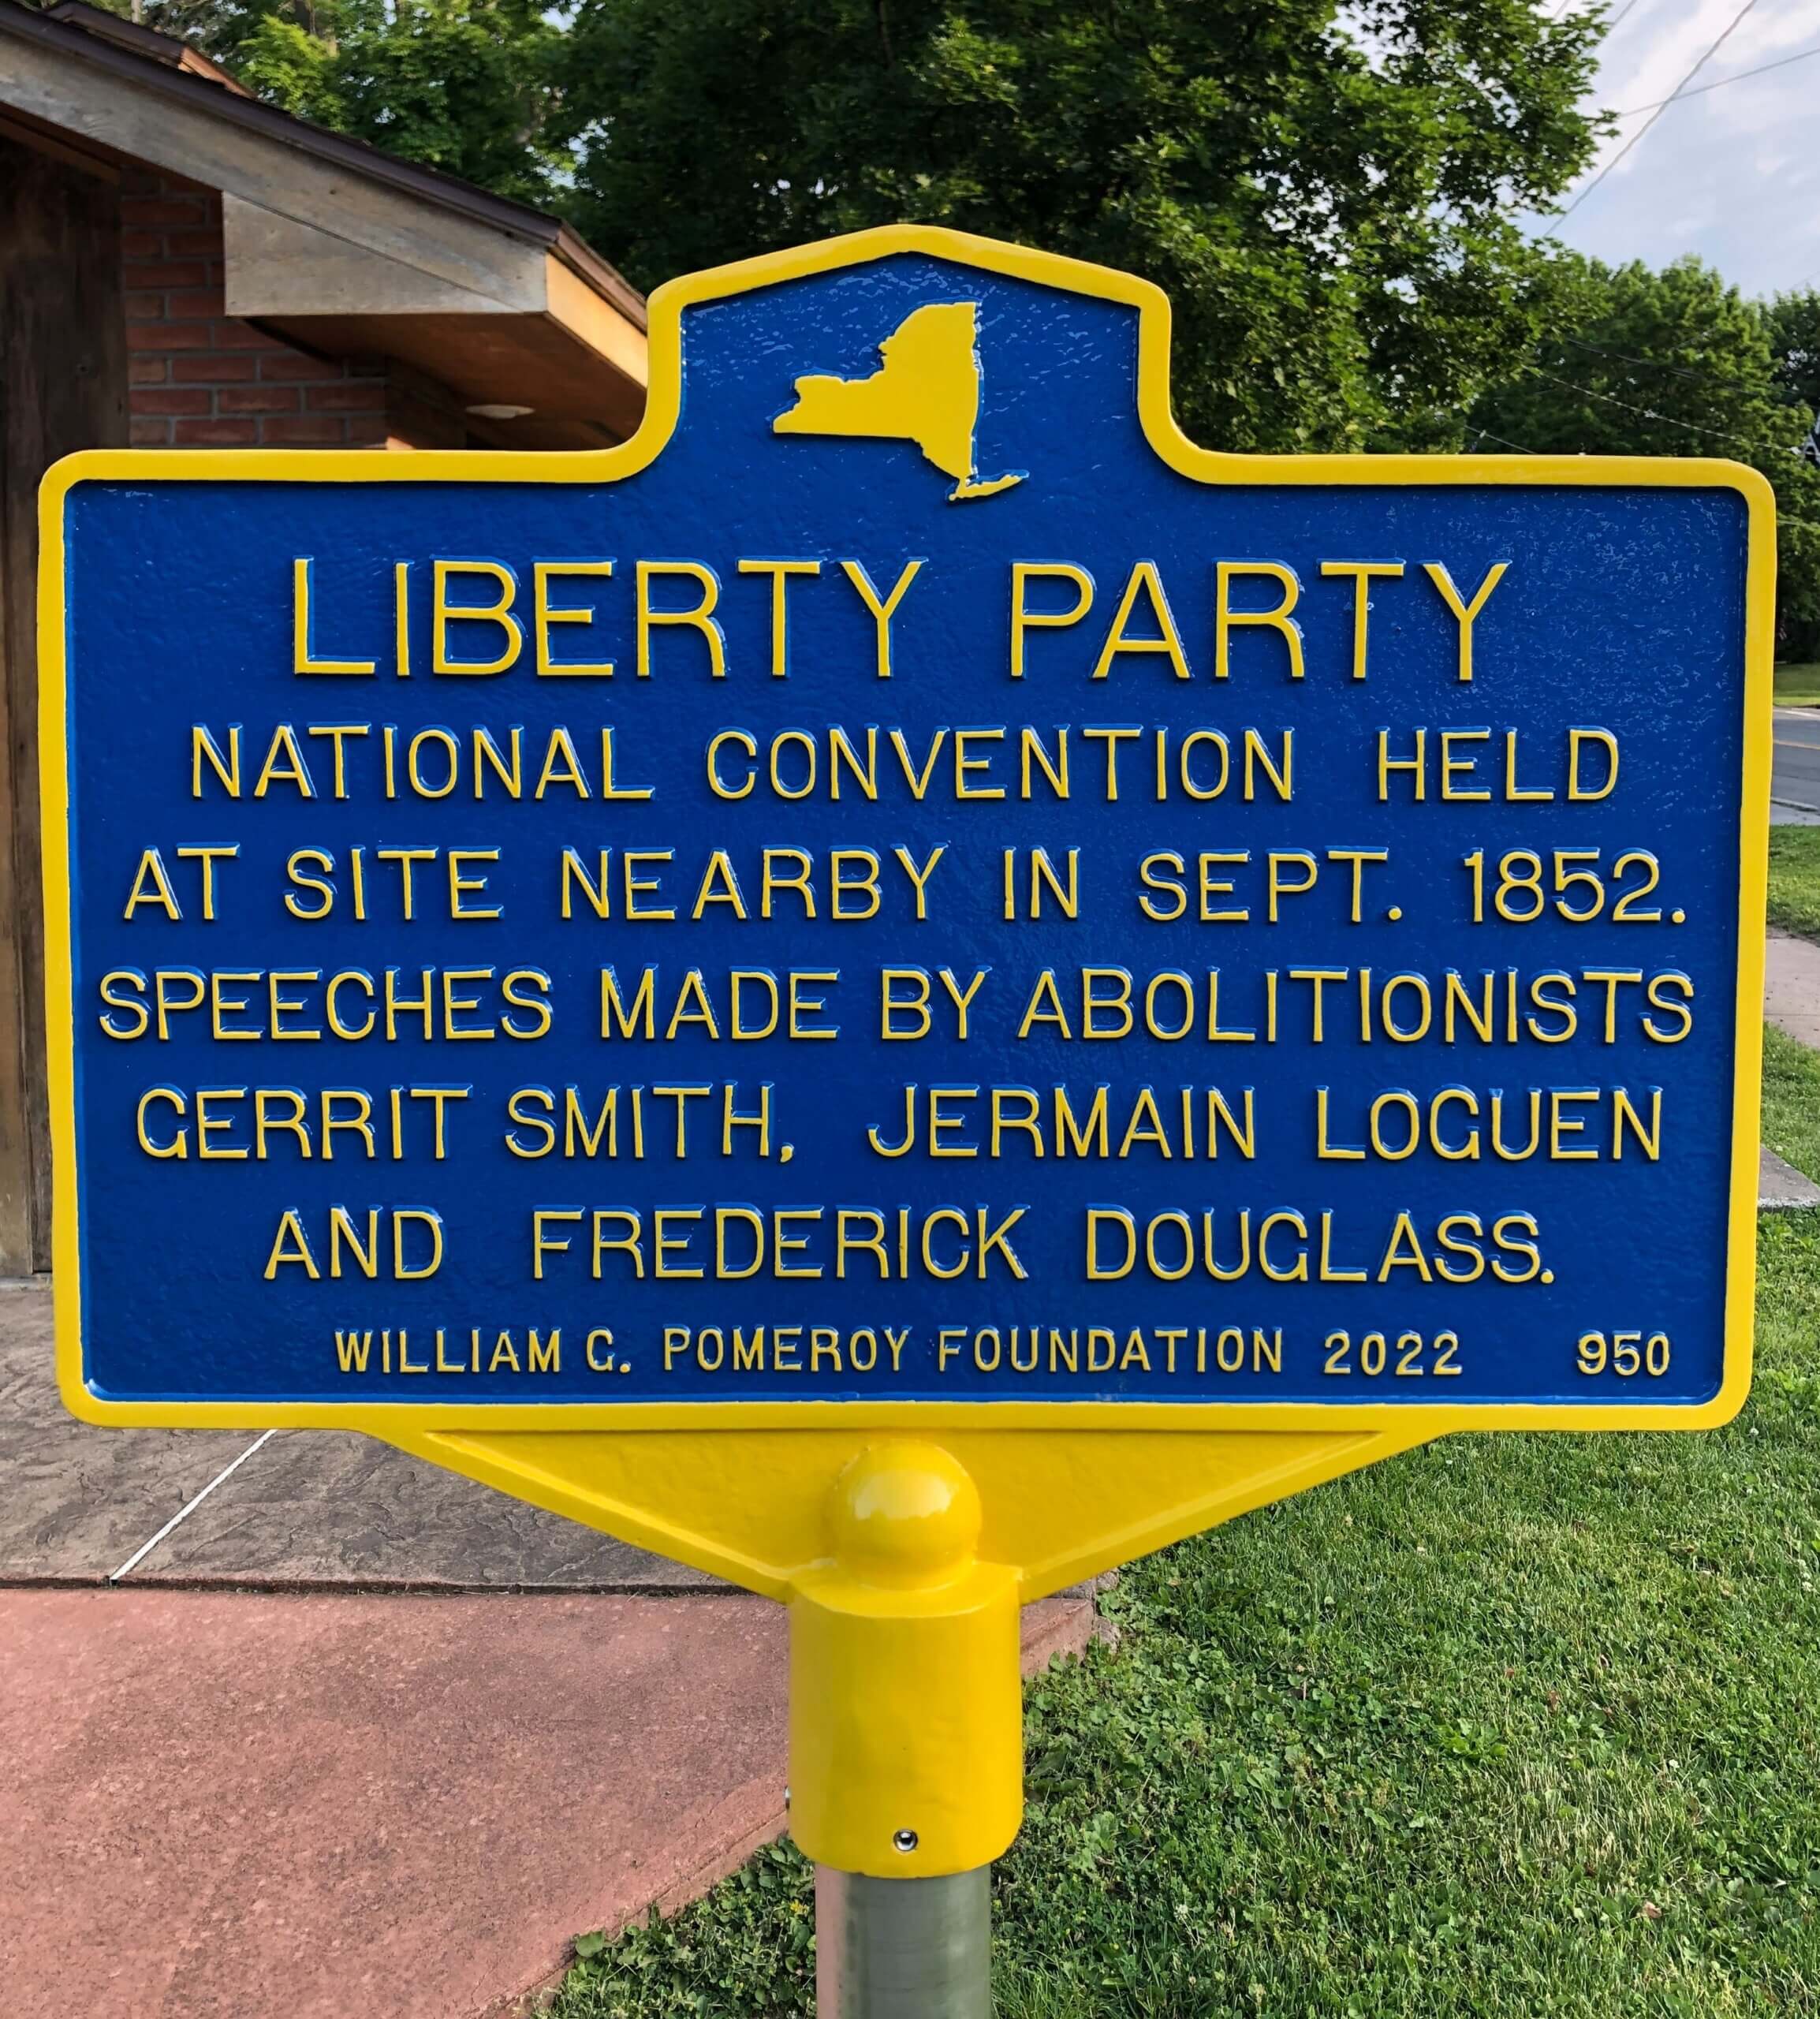 LIBERTY PARTY
NATIONAL CONVENTION HELD
AT SITE NEARBY IN SEPT. 1852.
SPEECHES MADE BY ABOLITIONISTS
GERRIT SMITH, JERMAIN LOGUEN
AND FREDERICK DOUGLASS.
WILLIAM G. POMEROY FOUNDATION 2022 950